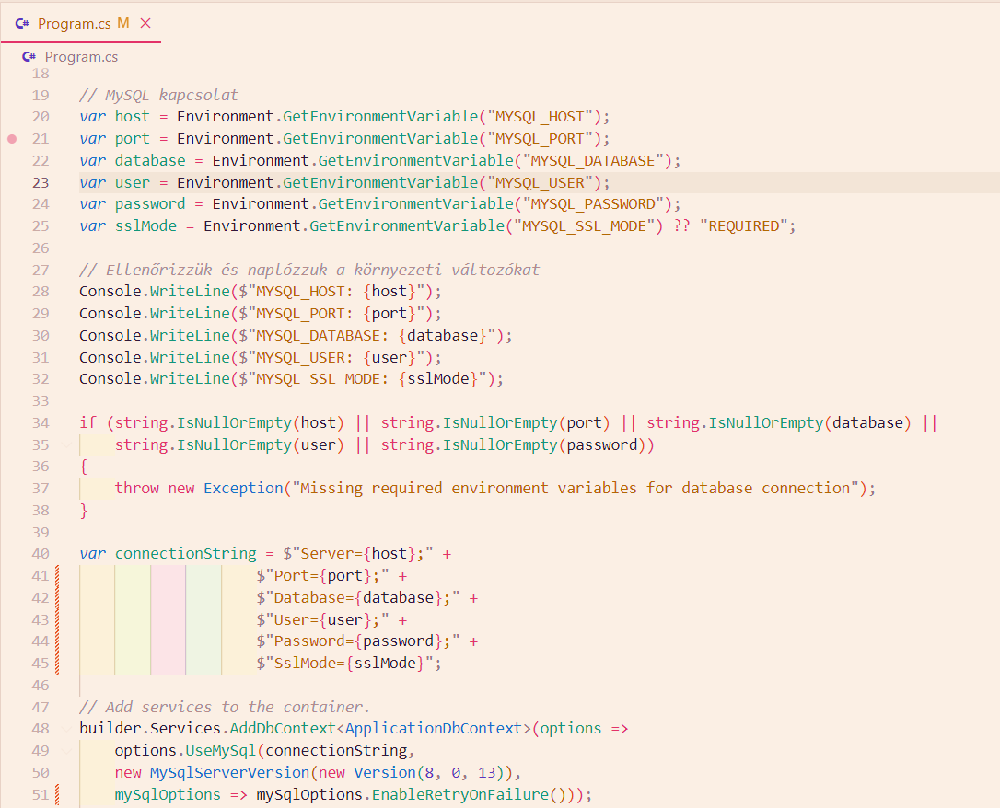 C# Program.cs M ×
C# Program.cs
18
19 // MySQL kapcsolat
20 var host = Environment.GetEnvironmentVariable("MYSQL_HOST");
21 var port = Environment.GetEnvironmentVariable("MYSQL_PORT");
22 var database = Environment.GetEnvironmentVariable("MYSQL_DATABASE");
23 var user = Environment.GetEnvironmentVariable("MYSQL_USER");
24 var password = Environment.GetEnvironmentVariable("MYSQL_PASSWORD");
25 var sslMode = Environment.GetEnvironmentVariable("MYSQL_SSL_MODE") ?? "REQUIRED";
26
27 // Ellenőrizzük és naplózzuk a környezeti változókat
28 Console.WriteLine($"MYSQL_HOST: {host}");
29 Console.WriteLine($"MYSQL_PORT: {port}");
30 Console.WriteLine($"MYSQL_DATABASE: {database}");
31 Console.WriteLine($"MYSQL_USER: {user}");
32 Console.WriteLine($"MYSQL_SSL_MODE: {sslMode}");
33
34 if (string.IsNullOrEmpty(host) || string.IsNullOrEmpty(port) || string.IsNullOrEmpty(database) ||
35     string.IsNullOrEmpty(user) || string.IsNullOrEmpty(password))
36 {
37     throw new Exception("Missing required environment variables for database connection");
38 }
39
40 var connectionString = $"Server={host};" +
41                     $"Port={port};" +
42                     $"Database={database};" +
43                     $"User={user};" +
44                     $"Password={password};" +
45                     $"SslMode={sslMode}";
46
47 // Add services to the container.
48 builder.Services.AddDbContext<ApplicationDbContext>(options =>
49     options.UseMySql(connectionString,
50     new MySqlServerVersion(new Version(8, 0, 13)),
51     mySqlOptions => mySqlOptions.EnableRetryOnFailure()));